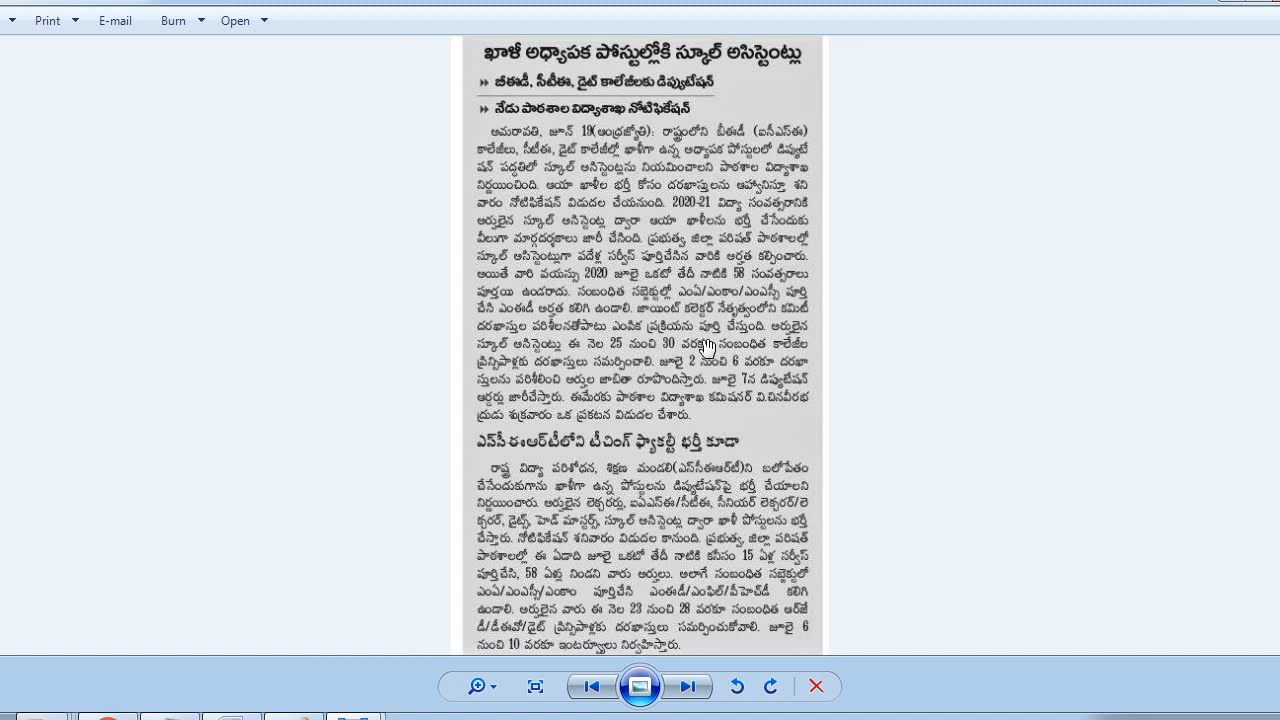 Print
E-mail
Burn
Open
ఖాళీ అధ్యాపక పోస్టుల్లోకి స్కూల్ అసిస్టెంట్లు
బీఈడీ, సీటీఈ, డైట్ కాలేజీలకు డిప్యుటేషన్
నేడు పాఠశాల విద్యాశాఖ నోటిఫికేషన్
అమరావతి, జూన్ 19(ఆంధ్రజ్యోతి): రాష్ట్రంలోని బీఈడీ (ఐసీఎస్ఈ)
కాలేజీలు, సీటీఈ, డైట్ కాలేజీల్లో ఖాళీగా ఉన్న అధ్యాపక పోస్టులలో డిప్యుటే
షన్ పద్ధతిలో స్కూల్ అసిస్టెంట్లను నియమించాలని పాఠశాల విద్యాశాఖ
నిర్ణయించింది. ఆయా ఖాళీల భర్తీ కోసం దరఖాస్తులను ఆహ్వానిస్తూ శని
వారం నోటిఫికేషన్ విడుదల చేయనుంది. 2020-21 విద్యా సంవత్సరానికి
అర్హులైన స్కూల్ అసిస్టెంట్ల ద్వారా ఆయా ఖాళీలను భర్తీ చేసేందుకు
వీలుగా మార్గదర్శకాలు జారీ చేసింది. ప్రభుత్వ, జిల్లా పరిషత్ పాఠశాలల్లో
స్కూల్ అసిస్టెంట్లుగా పదేళ్ల సర్వీస్ పూర్తిచేసిన వారికి అర్హత కల్పించారు.
అయితే వారి వయస్సు 2020 జూలై ఒకటో తేదీ నాటికి 58 సంవత్సరాలు
పూర్తయి ఉండరాదు. సంబంధిత సబ్జెక్టుల్లో ఎంఏ/ఎంకాం/ఎంఎస్సీ పూర్తి
చేసి ఎంఈడీ అర్హత కలిగి ఉండాలి. జాయింట్ కలెక్టర్ నేతృత్వంలోని కమిటీ
దరఖాస్తుల పరిశీలనతోపాటు ఎంపిక ప్రక్రియను పూర్తి చేస్తుంది. అర్హులైన
స్కూల్ అసిస్టెంట్లు ఈ నెల 25 నుంచి 30 వరకూ సంబంధిత కాలేజీల
ప్రిన్సిపాళ్లకు దరఖాస్తులు సమర్పించాలి. జూలై 2 నుంచి 6 వరకూ దరఖా
స్తులను పరిశీలించి అర్హుల జాబితా రూపొందిస్తారు. జూలై 7న డిప్యుటేషన్
ఆర్డర్లు జారీచేస్తారు. ఈమేరకు పాఠశాల విద్యాశాఖ కమిషనర్ వి.చినవీరభ
ద్రుడు శుక్రవారం ఒక ప్రకటన విడుదల చేశారు.
ఎస్‌సీఈఆర్‌టీలోని టీచింగ్ ఫ్యాకల్టీ భర్తీ కూడా
రాష్ట్ర విద్యా పరిశోధన, శిక్షణ మండలి(ఎస్‌సీఈఆర్‌టీ)ని బలోపేతం
చేసేందుకుగాను ఖాళీగా ఉన్న పోస్టులను డిప్యుటేషన్‌పై భర్తీ చేయాలని
నిర్ణయించారు. అర్హులైన లెక్చరర్లు, ఐఏఎస్ఈ/సీటీఈ, సీనియర్ లెక్చరర్/లె
క్చరర్, డైట్స్, హెడ్ మాస్టర్స్, స్కూల్ అసిస్టెంట్ల ద్వారా ఖాళీ పోస్టులను భర్తీ
చేస్తారు. నోటిఫికేషన్ శనివారం విడుదల కానుంది. ప్రభుత్వ, జిల్లా పరిషత్
పాఠశాలల్లో ఈ ఏడాది జూలై ఒకటో తేదీ నాటికి కనీసం 15 ఏళ్ల సర్వీస్
పూర్తిచేసి, 58 ఏళ్లు నిండని వారు అర్హులు. అలాగే సంబంధిత సబ్జెక్టులో
ఎంఏ/ఎంఎస్సీ/ఎంకాం పూర్తిచేసి ఎంఈడీ/ఎంఫిల్/పీహెచ్‌డీ కలిగి
ఉండాలి. అర్హులైన వారు ఈ నెల 23 నుంచి 28 వరకూ సంబంధిత ఆర్‌జే
డీ/డీఈవో/డైట్ ప్రిన్సిపాళ్లకు దరఖాస్తులు సమర్పించుకోవాలి. జూలై 6
నుంచి 10 వరకూ ఇంటర్వ్యూలు నిర్వహిస్తారు.